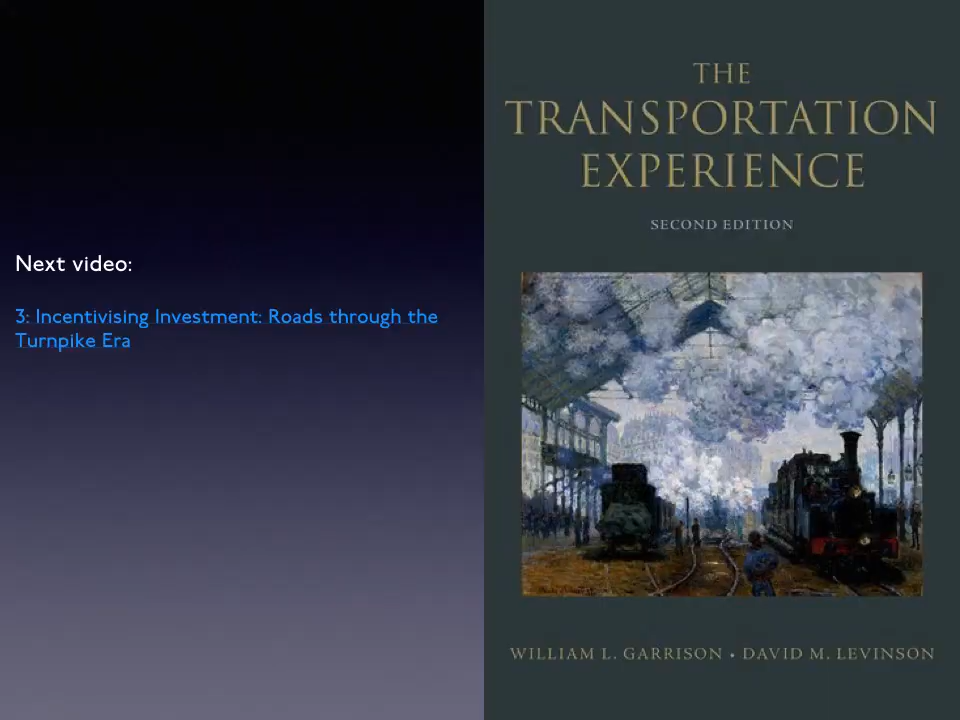 Next video:
3: Incentivising Investment: Roads through the
Turnpike Era
THE
TRANSPORTATION
EXPERIENCE
SECOND EDITION
WILLIAM L. GARRISON • DAVID M. LEVINSON